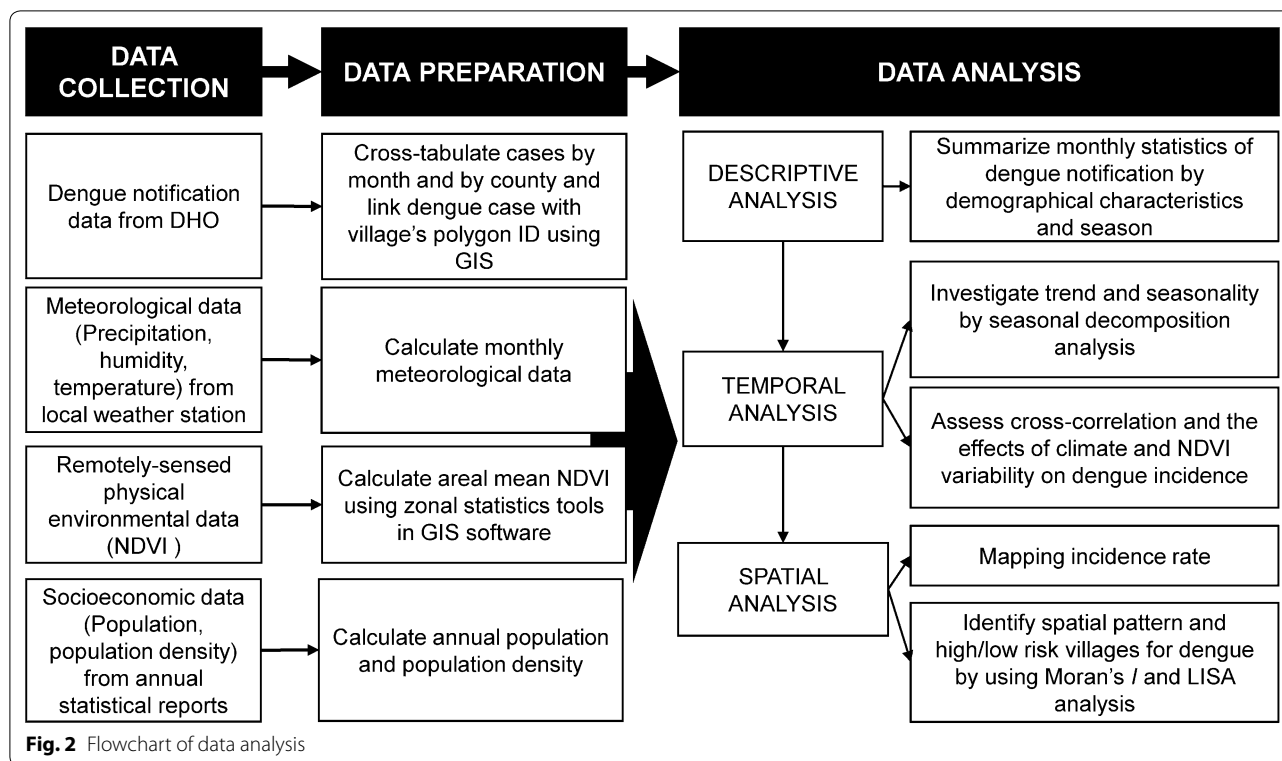 DATA
COLLECTION
DATA PREPARATION
DATA ANALYSIS
Dengue notification
data from DHO
Cross-tabulate cases by
month and by county and
link dengue case with
village's polygon ID using
GIS
Meteorological data
(Precipitation,
humidity,
temperature) from
local weather station
Calculate monthly
meteorological data
Remotely-sensed
physical
environmental data
(NDVI )
Calculate areal mean NDVI
using zonal statistics tools
in GIS software
Socioeconomic data
(Population,
population density)
from annual
statistical reports
Calculate annual population
and population density
DESCRIPTIVE
ANALYSIS
Summarize monthly statistics of
dengue notification by
demographical characteristics
and season
TEMPORAL
ANALYSIS
Investigate trend and seasonality
by seasonal decomposition
analysis
Assess cross-correlation and the
effects of climate and NDVI
variability on dengue incidence
SPATIAL
ANALYSIS
Mapping incidence rate
Identify spatial pattern and
high/low risk villages for dengue
by using Moran's I and LISA
analysis
Fig. 2 Flowchart of data analysis